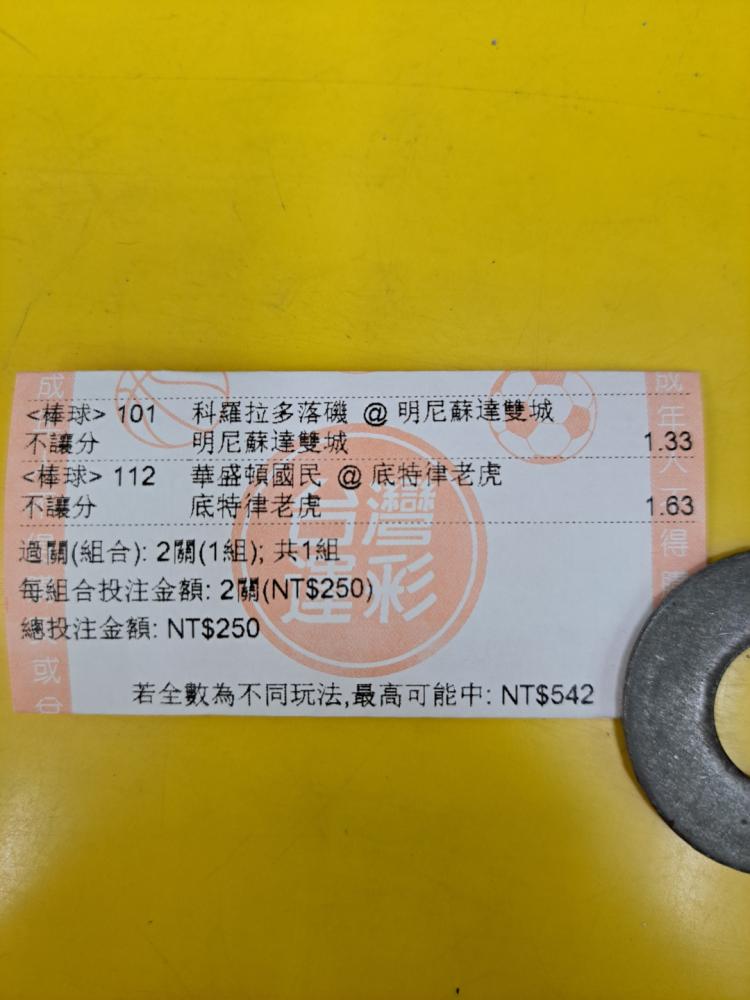 <棒球> 101 科羅拉多落磯 @ 明尼蘇達雙城
不讓分 明尼蘇達雙城 1.33
<棒球> 112 華盛頓國民 @ 底特律老虎
不讓分 底特律老虎 1.63
過關(組合): 2關(1組); 共1組
每組合投注金額: 2關(NT$250)
總投注金額: NT$250
若全數為不同玩法,最高可能中: NT$542
台灣
運彩